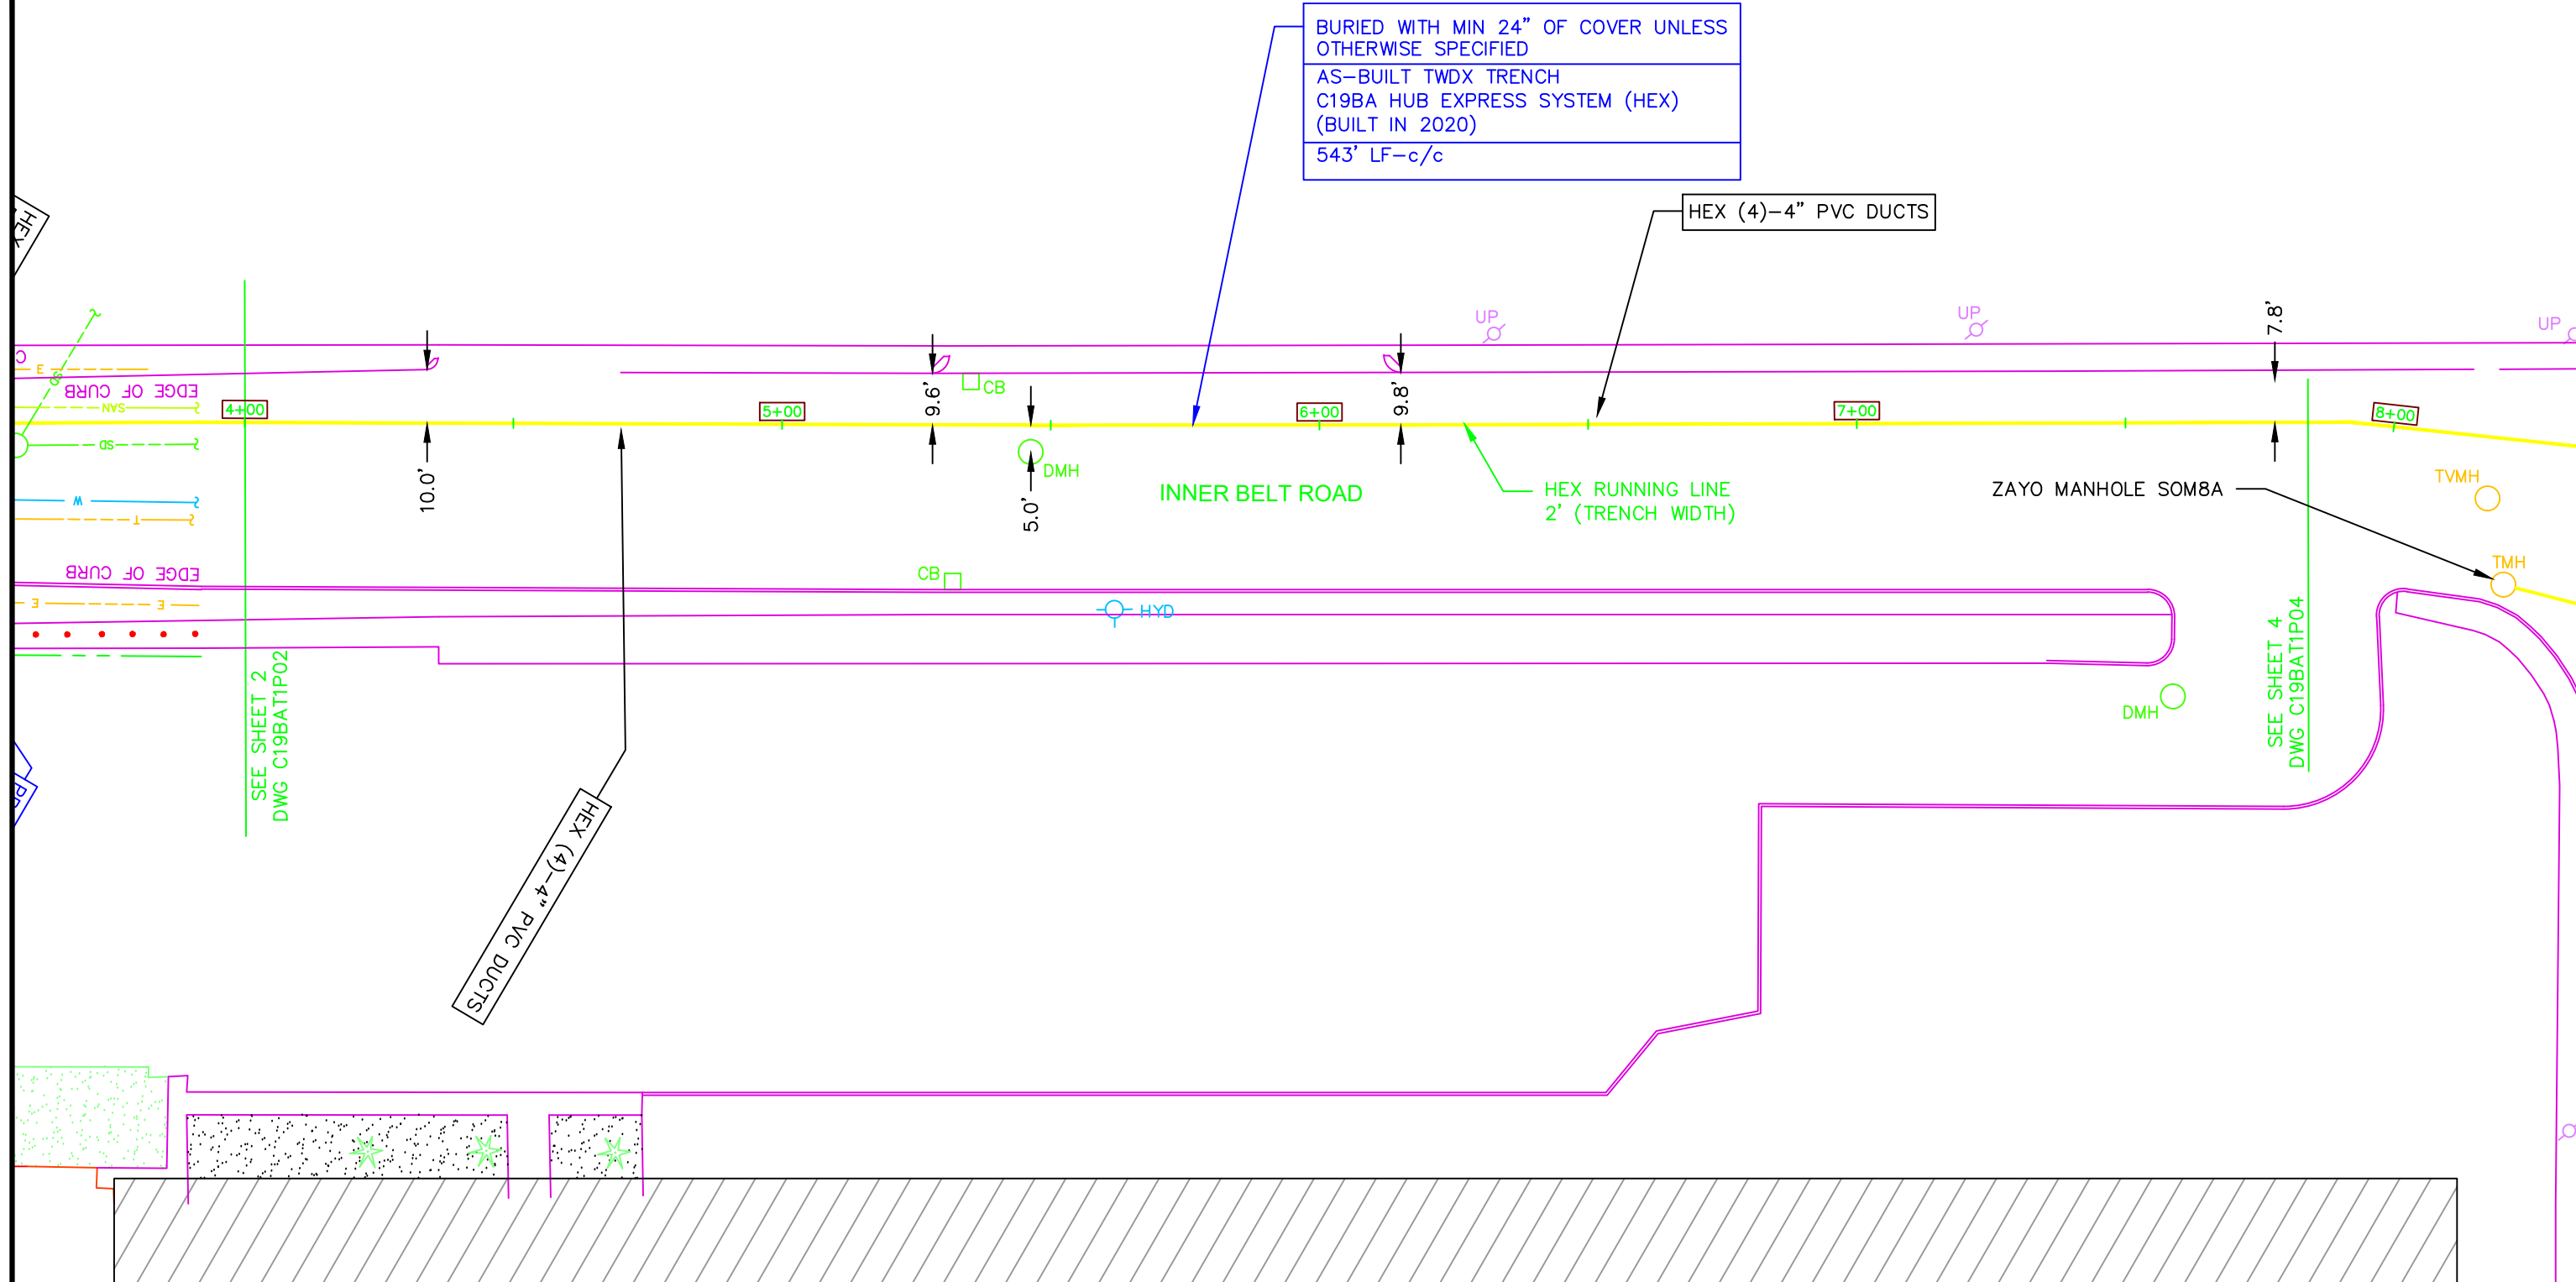 BURIED WITH MIN 24" OF COVER UNLESS
OTHERWISE SPECIFIED
AS-BUILT TWDX TRENCH
C19BA HUB EXPRESS SYSTEM (HEX)
(BUILT IN 2020)
543' LF-c/c
HEX (4)-4" PVC DUCTS
HEX
UP
UP
UP
7.8'
C
E
SD
EDGE OF CURB
SAN
4+00
5+00
6+00
7+00
8+00
9.6'
CB
9.8'
SD
10.0'
DMH
5.0'
INNER BELT ROAD
HEX RUNNING LINE
2' (TRENCH WIDTH)
ZAYO MANHOLE SOM8A
TVMH
TMH
W
T
EDGE OF CURB
E
E
CB
HYD
SEE SHEET 2
DWG C19BAT1P02
SEE SHEET 4
DWG C19BAT1P04
DMH
HEX (4)-4" PVC DUCTS